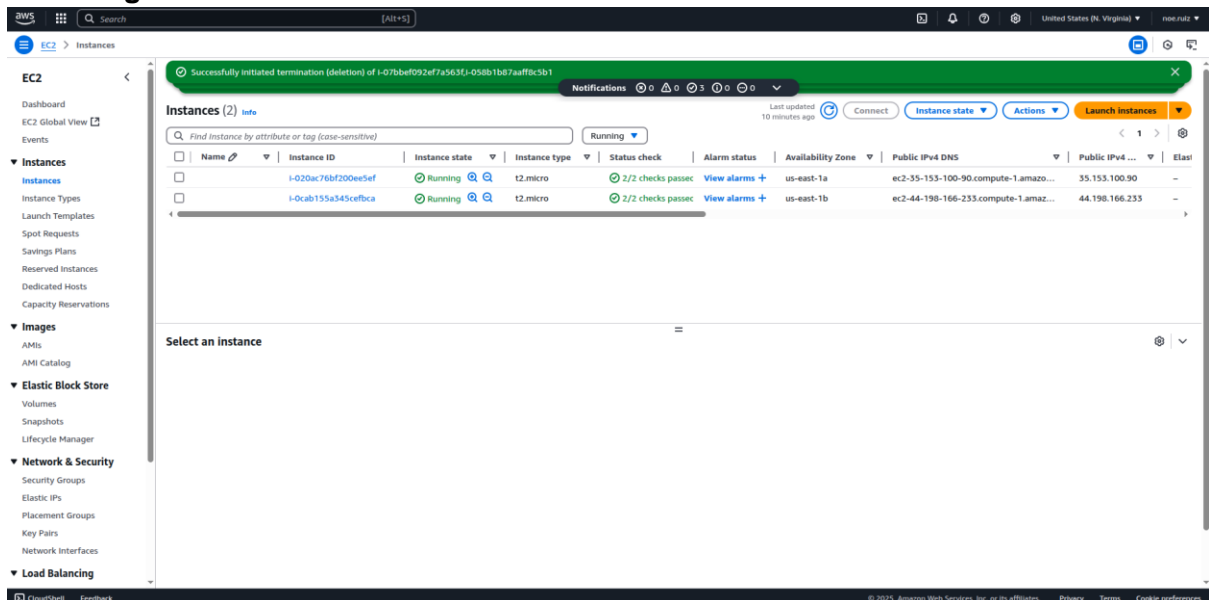 aws Search [Alt+S] United States (N. Virginia) noe.ruiz
EC2 > Instances
EC2
Dashboard
EC2 Global View
Events
Instances
Instances
Instance Types
Launch Templates
Spot Requests
Savings Plans
Reserved Instances
Dedicated Hosts
Capacity Reservations
Images
AMIs
AMI Catalog
Elastic Block Store
Volumes
Snapshots
Lifecycle Manager
Network & Security
Security Groups
Elastic IPs
Placement Groups
Key Pairs
Network Interfaces
Load Balancing
Successfully initiated termination (deletion) of i-07bbef092ef7a563f,i-058b1b87aaff8c5b1
Notifications 0 0 3 0 0
Instances (2) Info
Last updated
10 minutes ago
Connect Instance state Actions Launch instances
Find Instance by attribute or tag (case-sensitive) Running < 1 >
Name Instance ID Instance state Instance type Status check Alarm status Availability Zone Public IPv4 DNS Public IPv4 ... Elast
i-020ac76bf200ee5ef Running t2.micro 2/2 checks passec View alarms + us-east-1a ec2-35-153-100-90.compute-1.amazo... 35.153.100.90 –
i-0cab155a345cefbca Running t2.micro 2/2 checks passec View alarms + us-east-1b ec2-44-198-166-233.compute-1.amaz... 44.198.166.233 –
Select an instance
CloudShell Feedback © 2025, Amazon Web Services, Inc. or its affiliates. Privacy Terms Cookie preferences